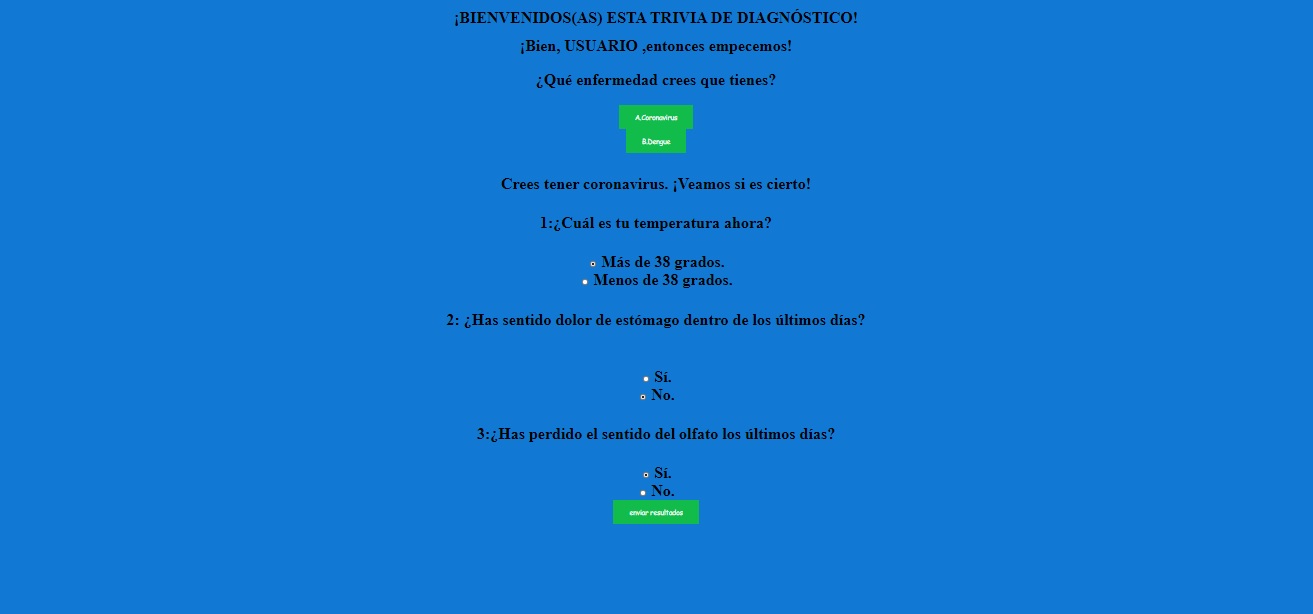 ¡BIENVENIDOS(AS) ESTA TRIVIA DE DIAGNÓSTICO!
¡Bien, USUARIO ,entonces empecemos!
¿Qué enfermedad crees que tienes?
A.Coronavirus
B.Dengue
Crees tener coronavirus. ¡Veamos si es cierto!
1:¿Cuál es tu temperatura ahora?
Más de 38 grados.
Menos de 38 grados.
2: ¿Has sentido dolor de estómago dentro de los últimos días?
Sí.
No.
3:¿Has perdido el sentido del olfato los últimos días?
Sí.
No.
enviar resultados